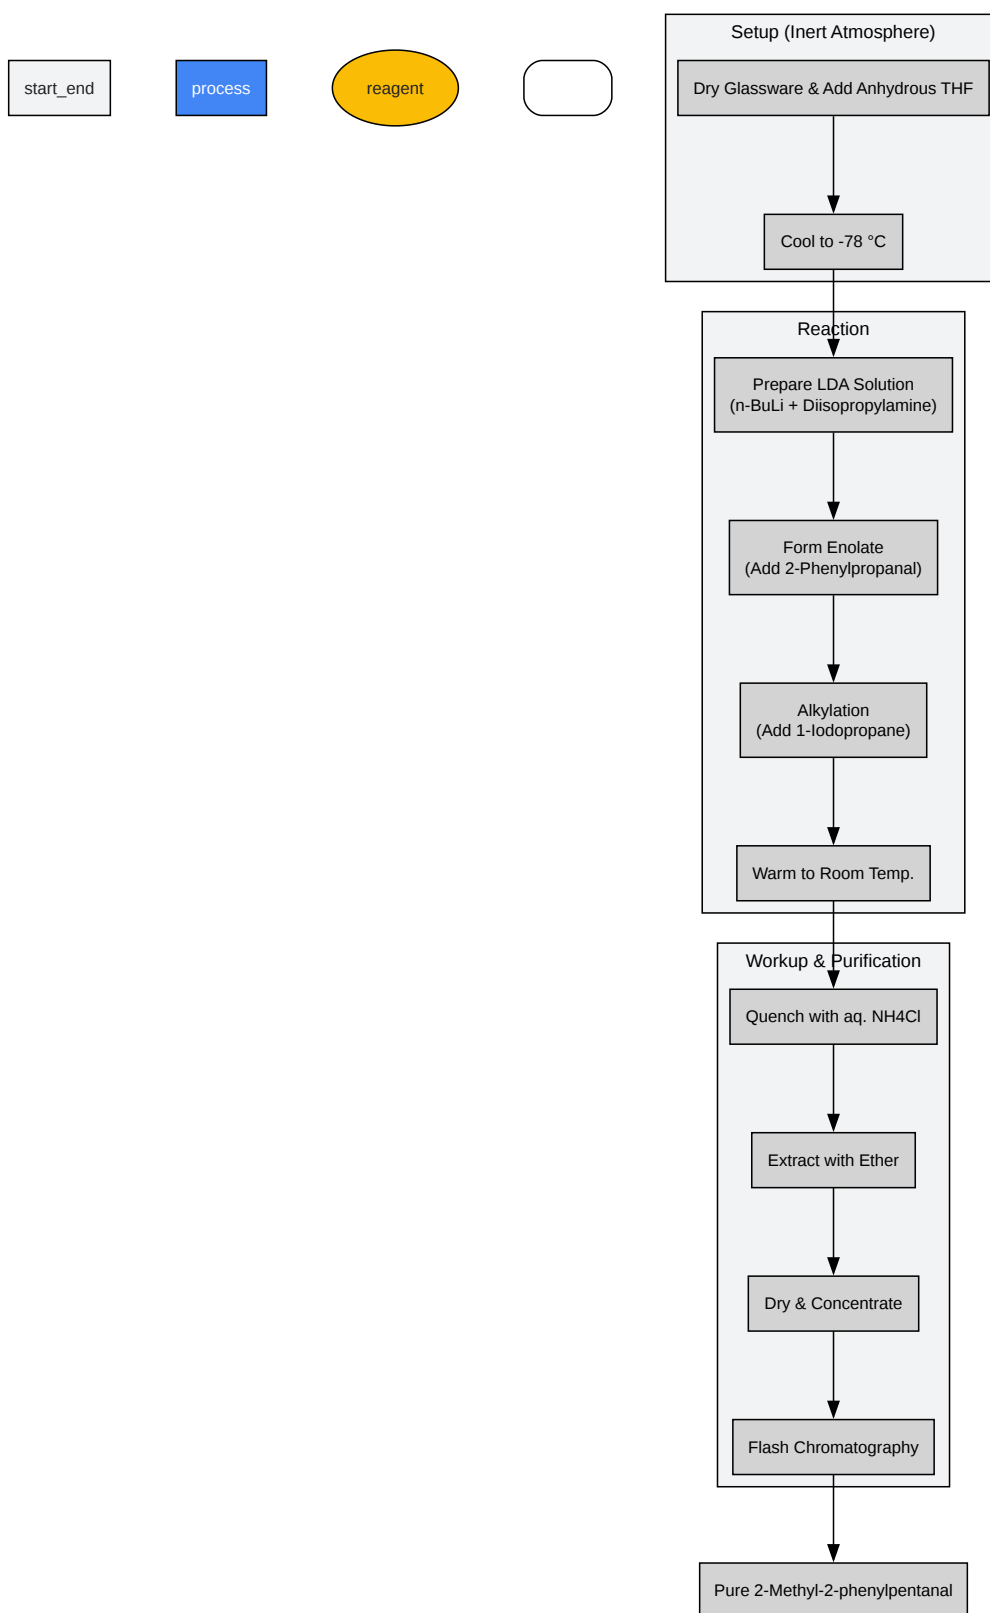 Setup (Inert Atmosphere)
start_end
process
reagent
Dry Glassware & Add Anhydrous THF
Cool to -78 °C
Reaction
Prepare LDA Solution
(n-BuLi + Diisopropylamine)
Form Enolate
(Add 2-Phenylpropanal)
Alkylation
(Add 1-Iodopropane)
Warm to Room Temp.
Workup & Purification
Quench with aq. NH4Cl
Extract with Ether
Dry & Concentrate
Flash Chromatography
Pure 2-Methyl-2-phenylpentanal